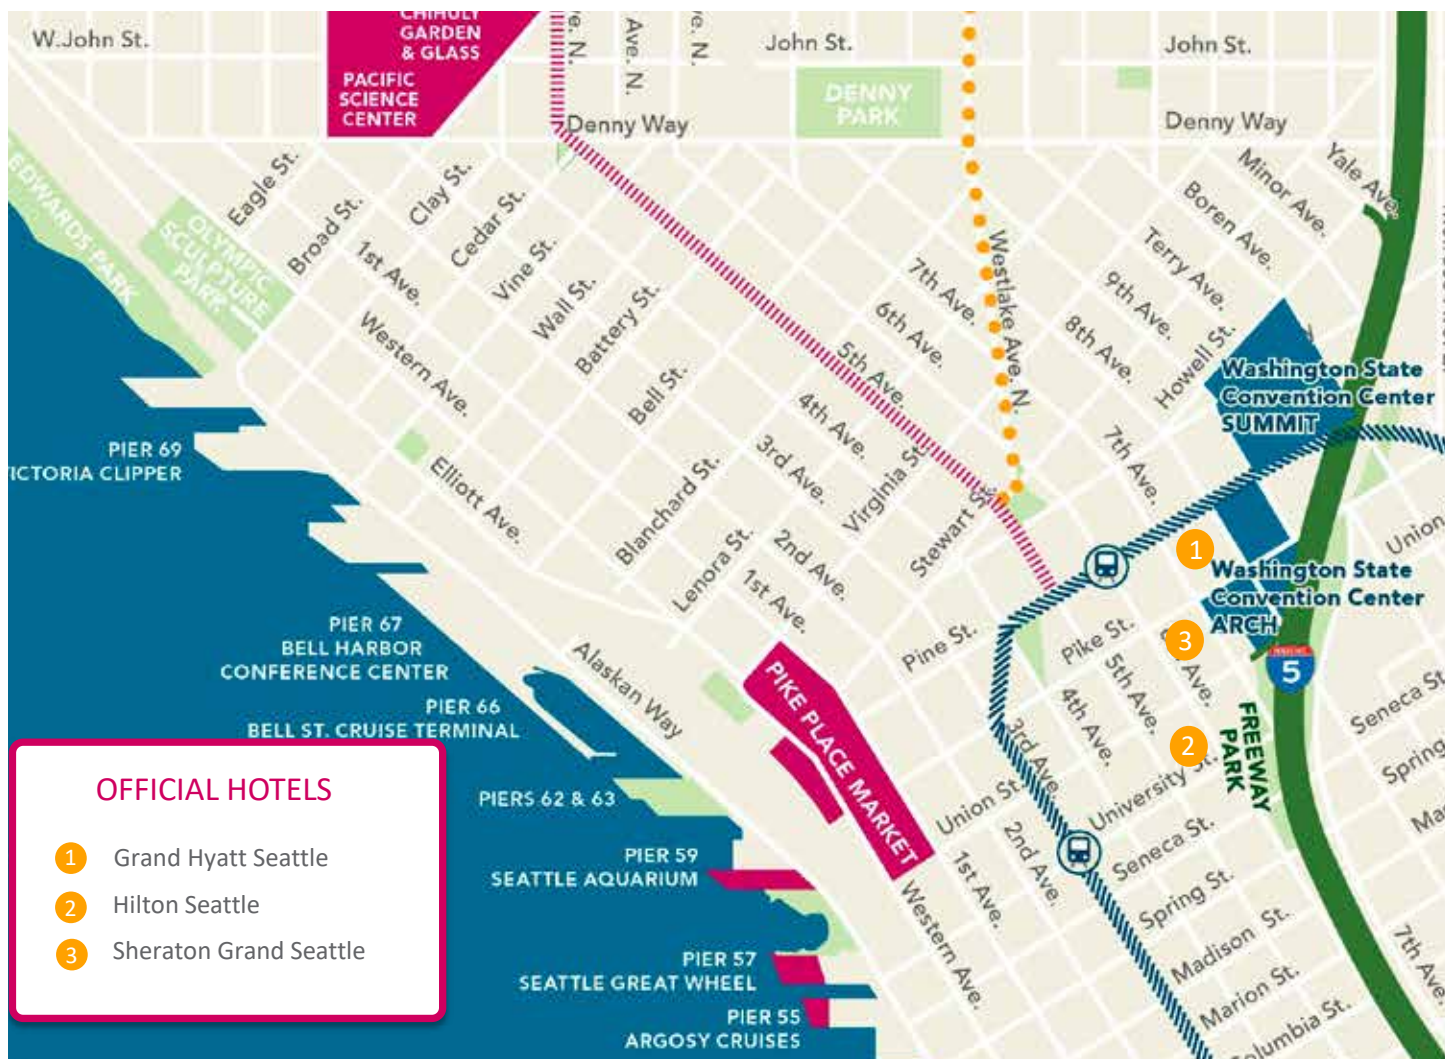 CHIHULY
GARDEN
& GLASS
PACIFIC
SCIENCE
CENTER
W.John St.
Ave. N.
John St.
John St.
DENNY
PARK
Denny Way
Denny Way
Yale Ave.
Minor Ave.
Boren Ave.
Terry Ave.
9th Ave.
8th Ave.
Howell St.
7th Ave.
Eagle St.
Broad St.
Clay St.
Cedar St.
Vine St.
Wall St.
Battery St.
Bell St.
Blanchard St.
Lenora St.
Virginia St.
Stewart St.
EDWARDS PARK
OLYMPIC
SCULPTURE
PARK
1st Ave.
Western Ave.
Elliott Ave.
7th Ave.
6th Ave.
5th Ave.
4th Ave.
3rd Ave.
2nd Ave.
1st Ave.
Westlake Ave. N.
Washington State
Convention Center
SUMMIT
1
Washington State
Convention Center
ARCH
3
5
2
FREEWAY
PARK
Union
Seneca St.
Spring
Pine St.
Pike St.
Ave.
5th Ave.
4th Ave.
3rd Ave.
2nd Ave.
1st Ave.
Western Ave.
Union St.
University St.
Seneca St.
Spring St.
Madison St.
Marion St.
Columbia St.
7th Ave.
Alaskan Way
PIKE PLACE MARKET
PIER 69
VICTORIA CLIPPER
PIER 67
BELL HARBOR
CONFERENCE CENTER
PIER 66
BELL ST. CRUISE TERMINAL
PIERS 62 & 63
PIER 59
SEATTLE AQUARIUM
PIER 57
SEATTLE GREAT WHEEL
PIER 55
ARGOSY CRUISES
OFFICIAL HOTELS
1 Grand Hyatt Seattle
2 Hilton Seattle
3 Sheraton Grand Seattle